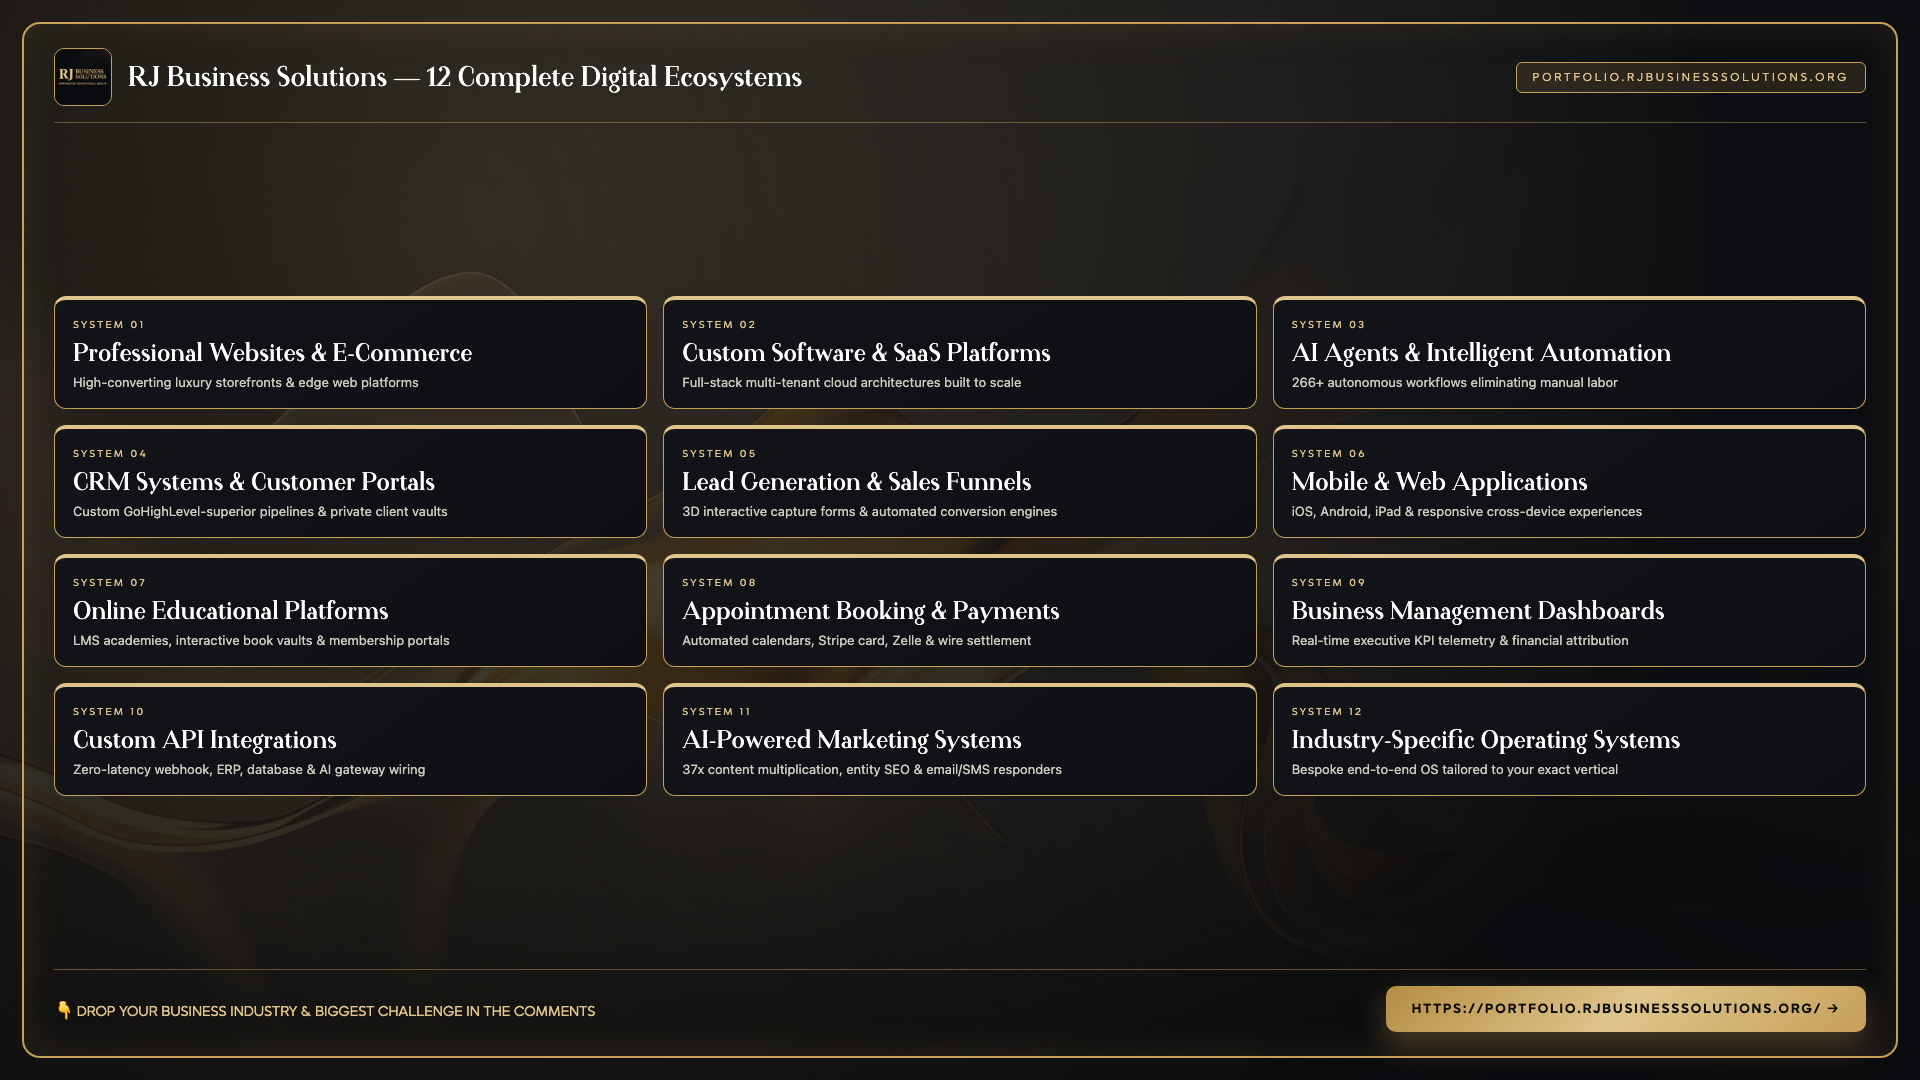 RJ BUSINESS SOLUTIONS
RJ Business Solutions — 12 Complete Digital Ecosystems
PORTFOLIO.RJBUSINESSSOLUTIONS.ORG
SYSTEM 01
Professional Websites & E-Commerce
High-converting luxury storefronts & edge web platforms
SYSTEM 02
Custom Software & SaaS Platforms
Full-stack multi-tenant cloud architectures built to scale
SYSTEM 03
AI Agents & Intelligent Automation
266+ autonomous workflows eliminating manual labor
SYSTEM 04
CRM Systems & Customer Portals
Custom GoHighLevel-superior pipelines & private client vaults
SYSTEM 05
Lead Generation & Sales Funnels
3D interactive capture forms & automated conversion engines
SYSTEM 06
Mobile & Web Applications
iOS, Android, iPad & responsive cross-device experiences
SYSTEM 07
Online Educational Platforms
LMS academies, interactive book vaults & membership portals
SYSTEM 08
Appointment Booking & Payments
Automated calendars, Stripe card, Zelle & wire settlement
SYSTEM 09
Business Management Dashboards
Real-time executive KPI telemetry & financial attribution
SYSTEM 10
Custom API Integrations
Zero-latency webhook, ERP, database & AI gateway wiring
SYSTEM 11
AI-Powered Marketing Systems
37x content multiplication, entity SEO & email/SMS responders
SYSTEM 12
Industry-Specific Operating Systems
Bespoke end-to-end OS tailored to your exact vertical
👇 DROP YOUR BUSINESS INDUSTRY & BIGGEST CHALLENGE IN THE COMMENTS
HTTPS://PORTFOLIO.RJBUSINESSSOLUTIONS.ORG/ →